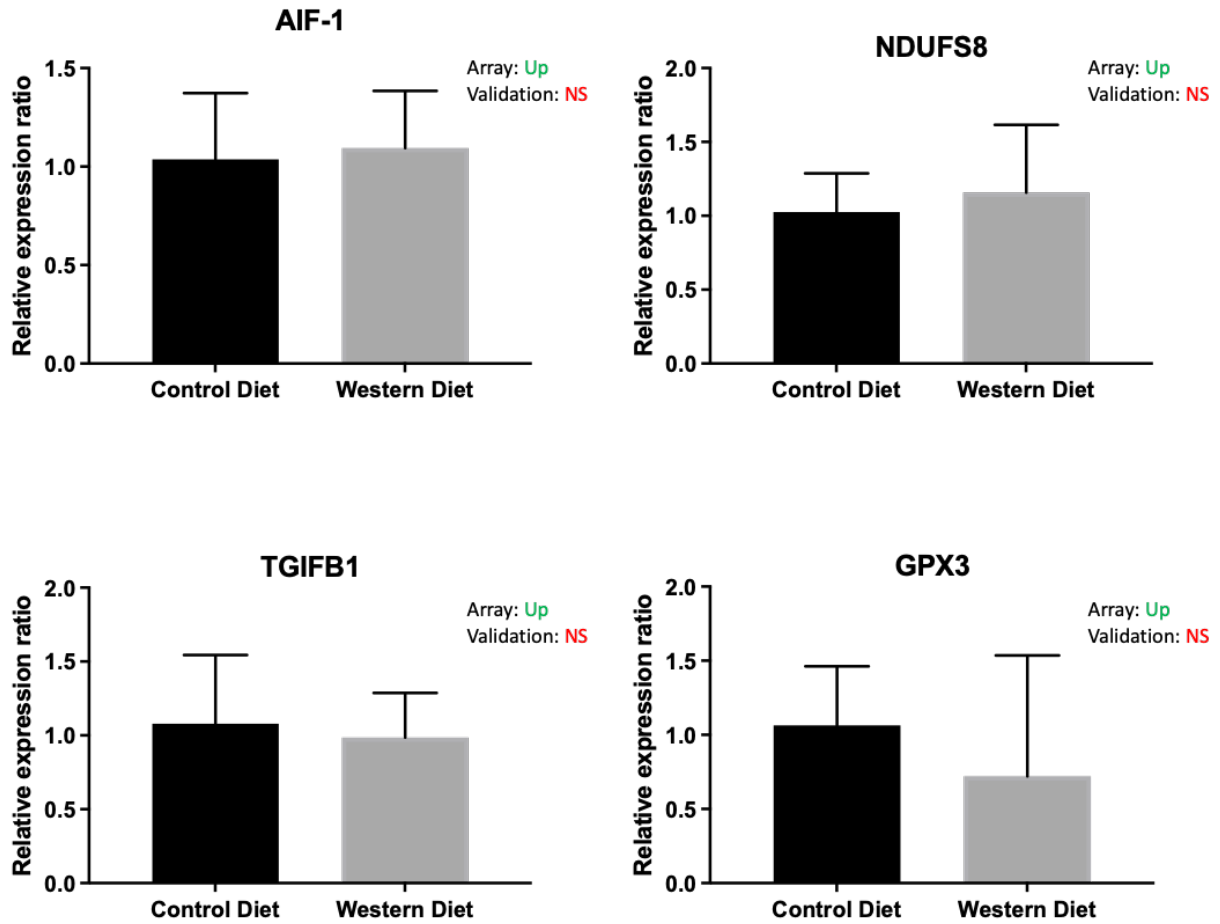 AIF-1
Array: Up
Validation: NS
Relative expression ratio
1.5
1.0
0.5
0.0
Control Diet
Western Diet
NDUFS8
Array: Up
Validation: NS
Relative expression ratio
2.0
1.5
1.0
0.5
0.0
Control Diet
Western Diet
TGIFB1
Array: Up
Validation: NS
Relative expression ratio
2.0
1.5
1.0
0.5
0.0
Control Diet
Western Diet
GPX3
Array: Up
Validation: NS
Relative expression ratio
2.0
1.5
1.0
0.5
0.0
Control Diet
Western Diet